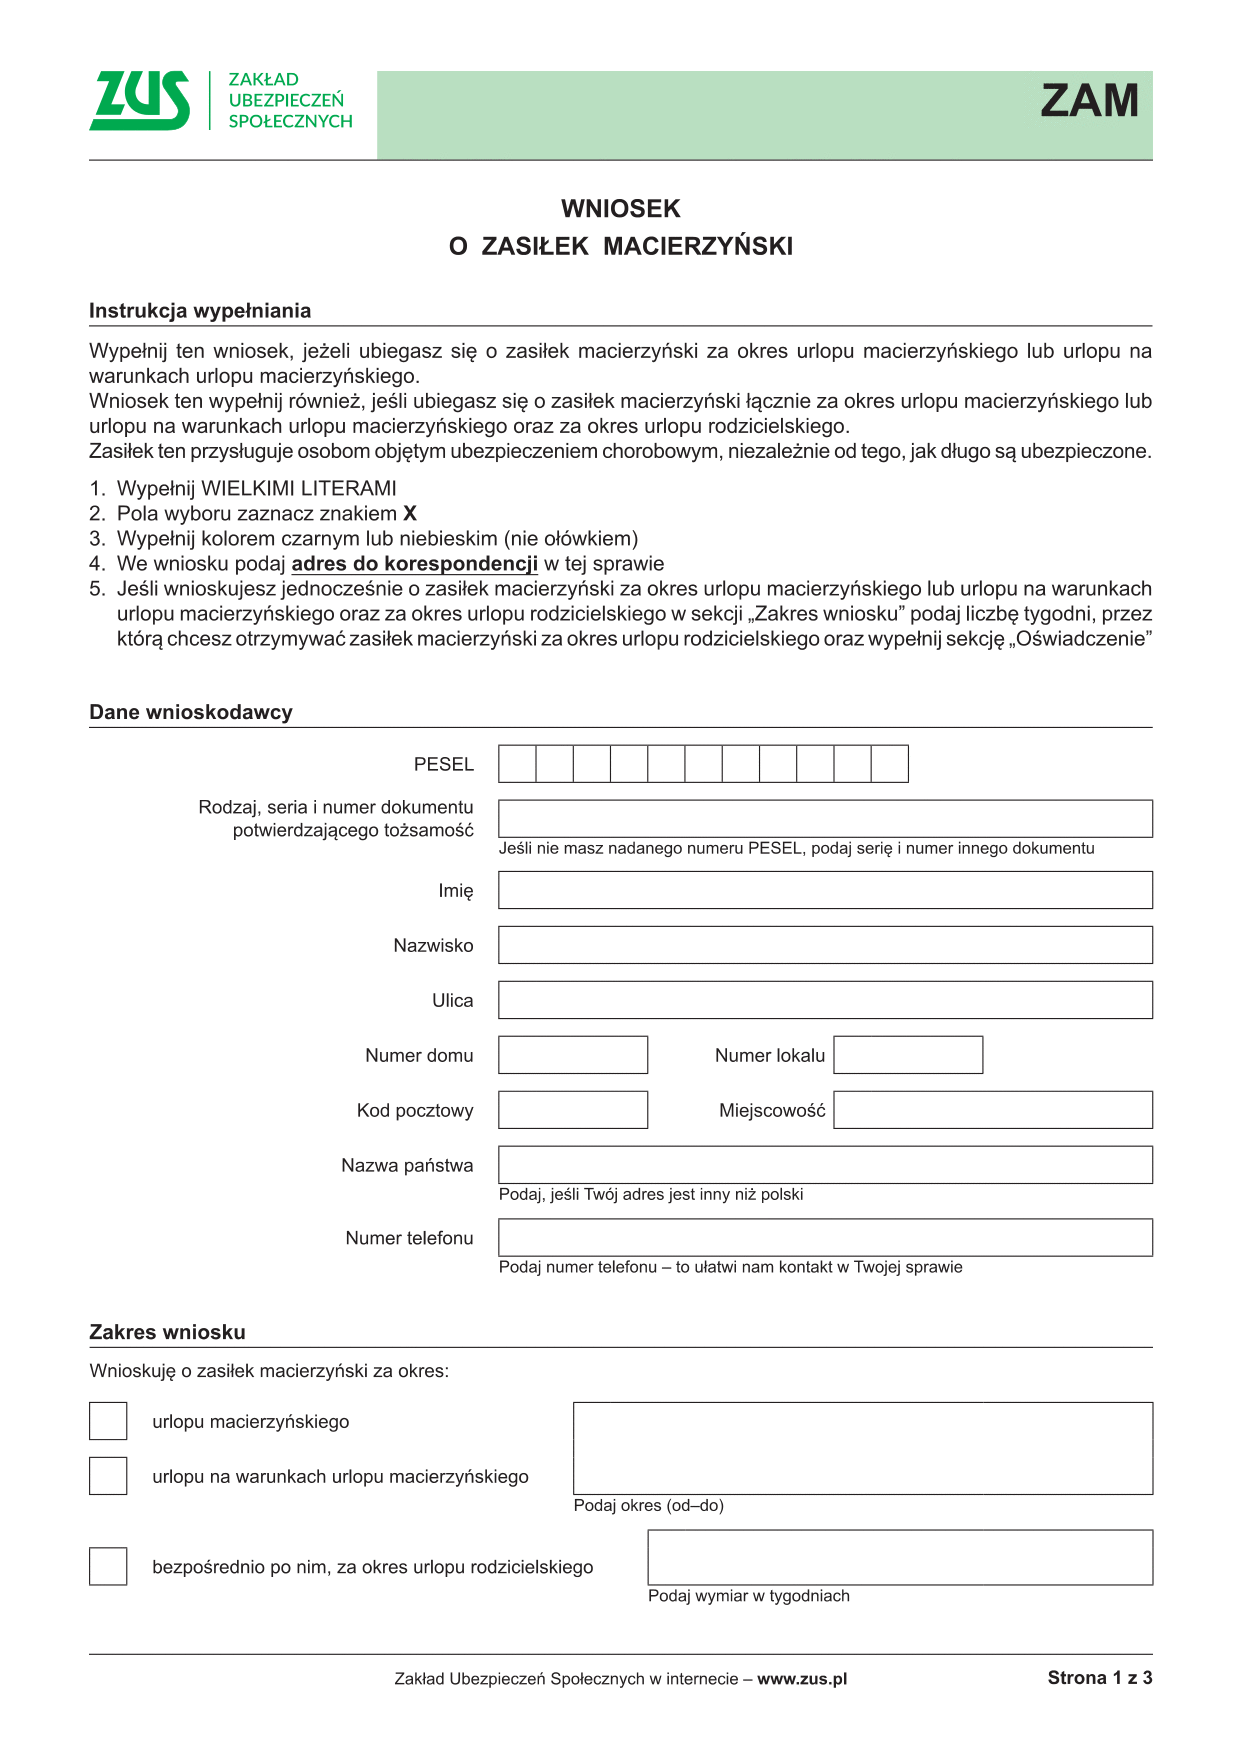 ZUS
ZAKŁAD
UBEZPIECZEŃ
SPOŁECZNYCH
ZAM
WNIOSEK
O ZASIŁEK MACIERZYŃSKI
Instrukcja wypełniania
Wypełnij ten wniosek, jeżeli ubiegasz się o zasiłek macierzyński za okres urlopu macierzyńskiego lub urlopu na
warunkach urlopu macierzyńskiego.
Wniosek ten wypełnij również, jeśli ubiegasz się o zasiłek macierzyński łącznie za okres urlopu macierzyńskiego lub
urlopu na warunkach urlopu macierzyńskiego oraz za okres urlopu rodzicielskiego.
Zasiłek ten przysługuje osobom objętym ubezpieczeniem chorobowym, niezależnie od tego, jak długo są ubezpieczone.
1. Wypełnij WIELKIMI LITERAMI
2. Pola wyboru zaznacz znakiem X
3. Wypełnij kolorem czarnym lub niebieskim (nie ołówkiem)
4. We wniosku podaj adres do korespondencji w tej sprawie
5. Jeśli wnioskujesz jednocześnie o zasiłek macierzyński za okres urlopu macierzyńskiego lub urlopu na warunkach
urlopu macierzyńskiego oraz za okres urlopu rodzicielskiego w sekcji „Zakres wniosku” podaj liczbę tygodni, przez
którą chcesz otrzymywać zasiłek macierzyński za okres urlopu rodzicielskiego oraz wypełnij sekcję „Oświadczenie”
Dane wnioskodawcy
PESEL
Rodzaj, seria i numer dokumentu
potwierdzającego tożsamość
Jeśli nie masz nadanego numeru PESEL, podaj serię i numer innego dokumentu
Imię
Nazwisko
Ulica
Numer domu Numer lokalu
Kod pocztowy Miejscowość
Nazwa państwa
Podaj, jeśli Twój adres jest inny niż polski
Numer telefonu
Podaj numer telefonu – to ułatwi nam kontakt w Twojej sprawie
Zakres wniosku
Wnioskuję o zasiłek macierzyński za okres:
urlopu macierzyńskiego
urlopu na warunkach urlopu macierzyńskiego
Podaj okres (od–do)
bezpośrednio po nim, za okres urlopu rodzicielskiego
Podaj wymiar w tygodniach
Zakład Ubezpieczeń Społecznych w internecie – www.zus.pl Strona 1 z 3